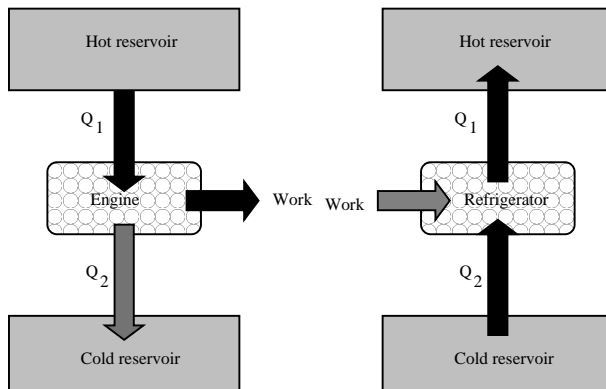 Hot reservoir
Q1
Engine
Work
Q2
Cold reservoir
Hot reservoir
Q1
Work
Refrigerator
Q2
Cold reservoir